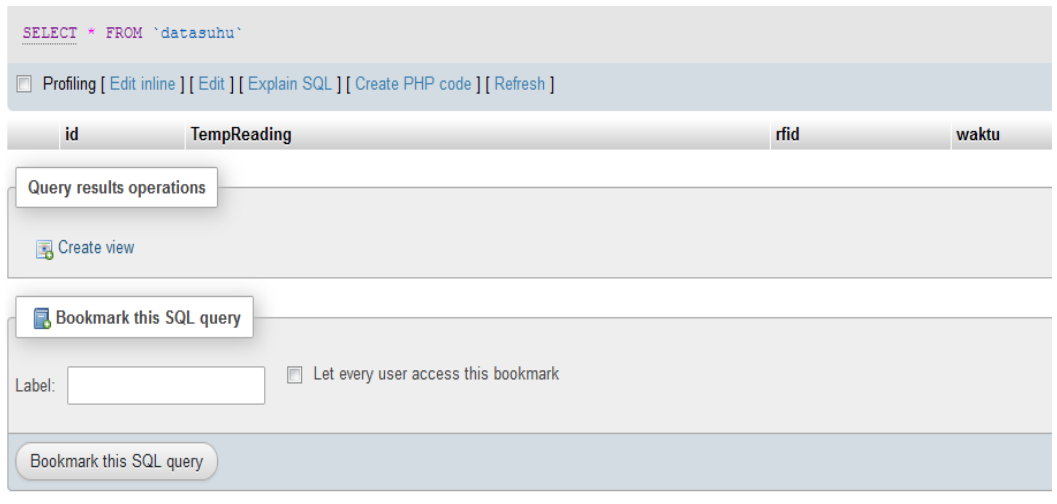 SELECT * FROM `datasuhu`
Profiling [ Edit inline ] [ Edit ] [ Explain SQL ] [ Create PHP code ] [ Refresh ]
id TempReading rfid waktu
Query results operations
Create view
Bookmark this SQL query
Label: Let every user access this bookmark
Bookmark this SQL query